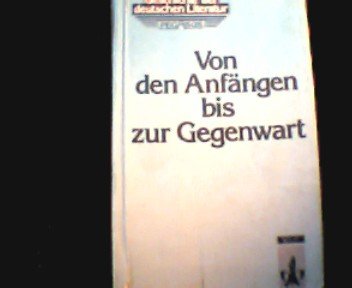 deutschen Literatur
Von
den Anfängen
bis
zur Gegenwart